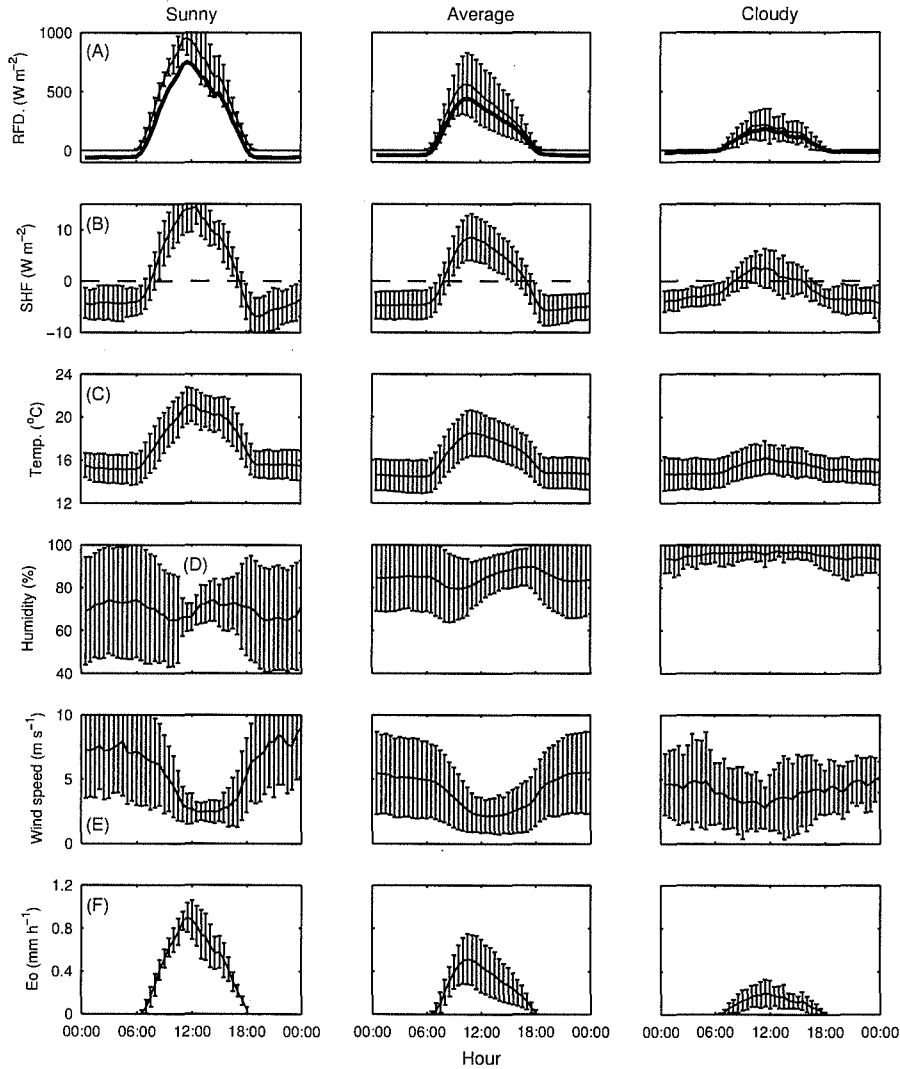 Sunny Average Cloudy
(A)
RFD. (W m⁻²)
1000
500
0
(B)
SHF (W m⁻²)
10
0
−10
(C)
Temp. (°C)
24
20
16
12
(D)
Humidity (%)
100
80
60
40
(E)
Wind speed (m s⁻¹)
10
5
0
(F)
Eo (mm h⁻¹)
1.2
0.8
0.4
0
00:00 06:00 12:00 18:00 00:00 00:00 06:00 12:00 18:00 00:00 00:00 06:00 12:00 18:00 00:00
Hour